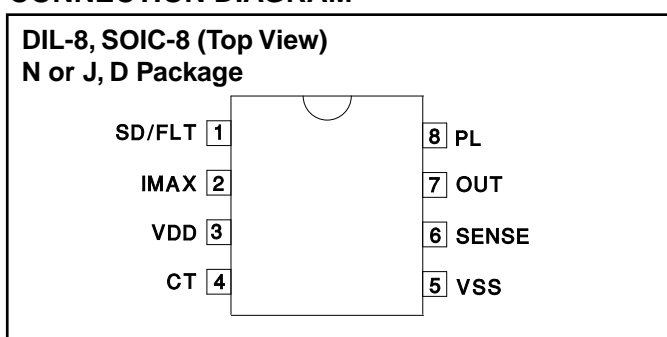 CONNECTION DIAGRAM
DIL-8, SOIC-8 (Top View)
N or J, D Package
SD/FLT 1
8 PL
IMAX 2
7 OUT
VDD 3
6 SENSE
CT 4
5 VSS